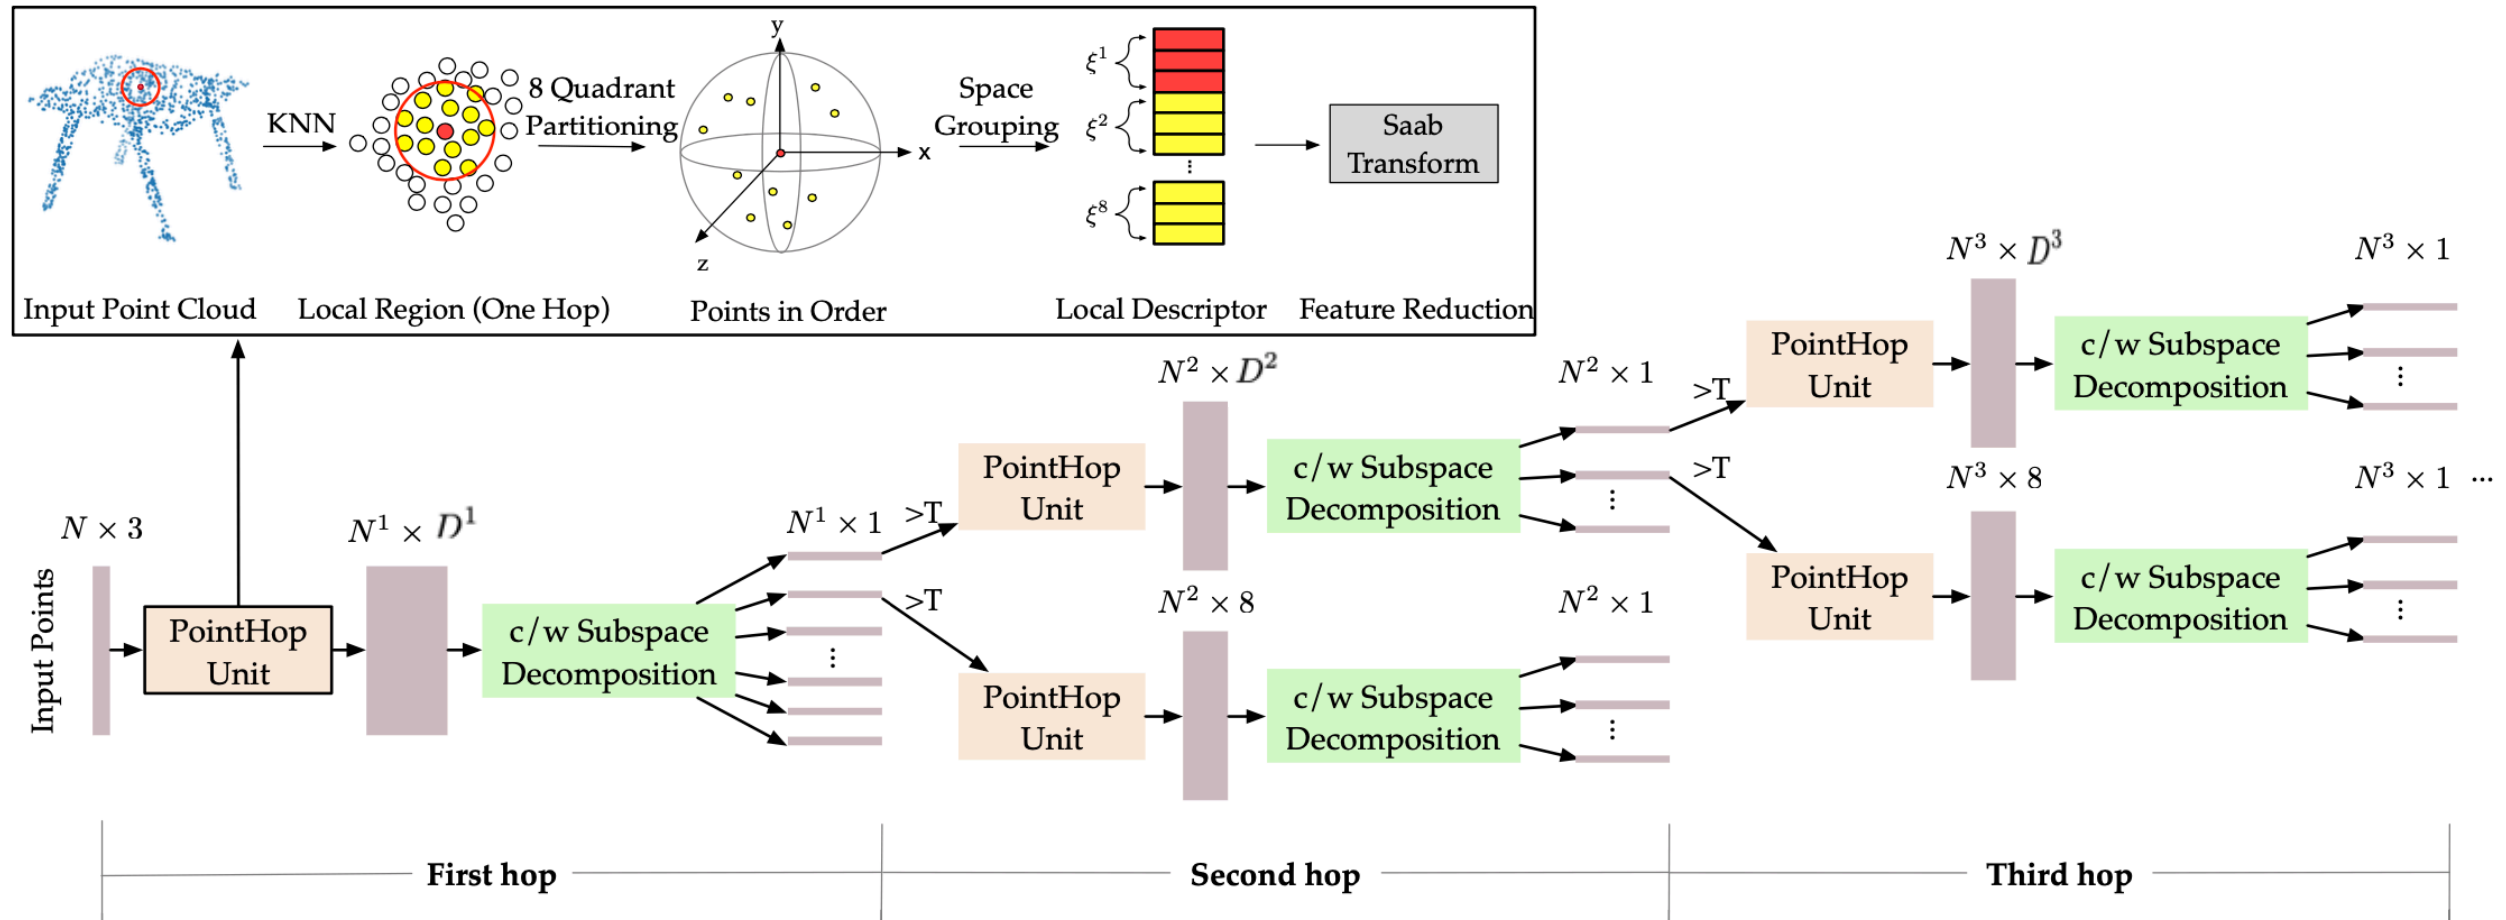 y
8 Quadrant
Partitioning
KNN
x
z
Space
Grouping
ξ¹
ξ²
⋮
ξ⁸
Saab
Transform
Input Point Cloud
Local Region (One Hop)
Points in Order
Local Descriptor
Feature Reduction
N × 3
Input Points
PointHop
Unit
N¹ × D¹
c/w Subspace
Decomposition
N¹ × 1
⋮
>T
>T
N² × D²
PointHop
Unit
c/w Subspace
Decomposition
N² × 1
⋮
N² × 8
PointHop
Unit
c/w Subspace
Decomposition
N² × 1
⋮
>T
>T
N³ × D³
PointHop
Unit
c/w Subspace
Decomposition
N³ × 1
⋮
N³ × 8
PointHop
Unit
c/w Subspace
Decomposition
N³ × 1 ...
⋮
First hop
Second hop
Third hop